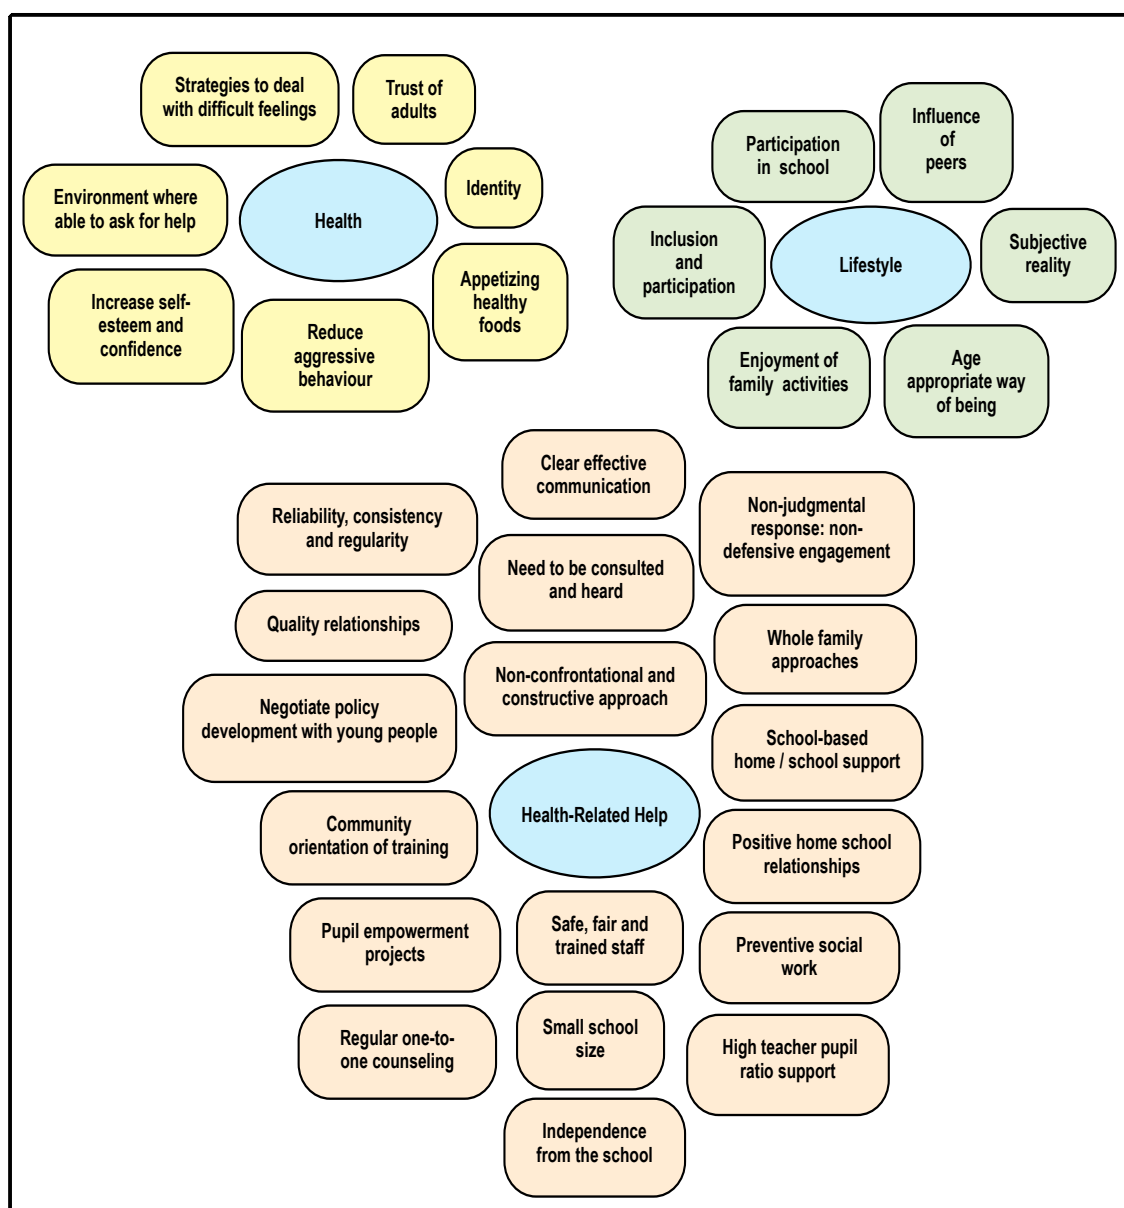 Strategies to deal
with difficult feelings
Trust of
adults
Identity
Environment where
able to ask for help
Health
Appetizing
healthy
foods
Increase self-
esteem and
confidence
Reduce
aggressive
behaviour
Influence
of
peers
Participation
in school
Inclusion
and
participation
Lifestyle
Subjective
reality
Enjoyment of
family activities
Age
appropriate way
of being
Clear effective
communication
Reliability, consistency
and regularity
Non-judgmental
response: non-
defensive engagement
Need to be consulted
and heard
Quality relationships
Whole family
approaches
Non-confrontational and
constructive approach
Negotiate policy
development with young people
School-based
home / school support
Health-Related Help
Community
orientation of training
Positive home school
relationships
Pupil empowerment
projects
Safe, fair and
trained staff
Preventive social
work
Regular one-to-
one counseling
Small school
size
High teacher pupil
ratio support
Independence
from the school